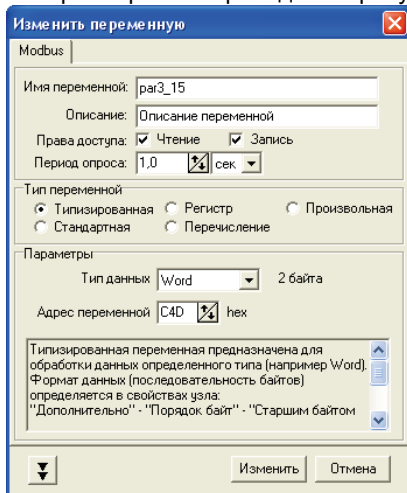 Изменить переменную
Modbus
Имя переменной: par3_15
Описание: Описание переменной
Права доступа: Чтение Запись
Период опроса: 1,0 сек
Тип переменной
Типизированная Регистр Произвольная
Стандартная Перечисление
Параметры
Тип данных Word 2 байта
Адрес переменной C4D hex
Типизированная переменная предназначена для
обработки данных определенного типа (например Word).
Формат данных (последовательность байтов)
определяется в свойствах узла:
"Дополнительно" - "Порядок байт" - "Старшим байтом
Изменить Отмена